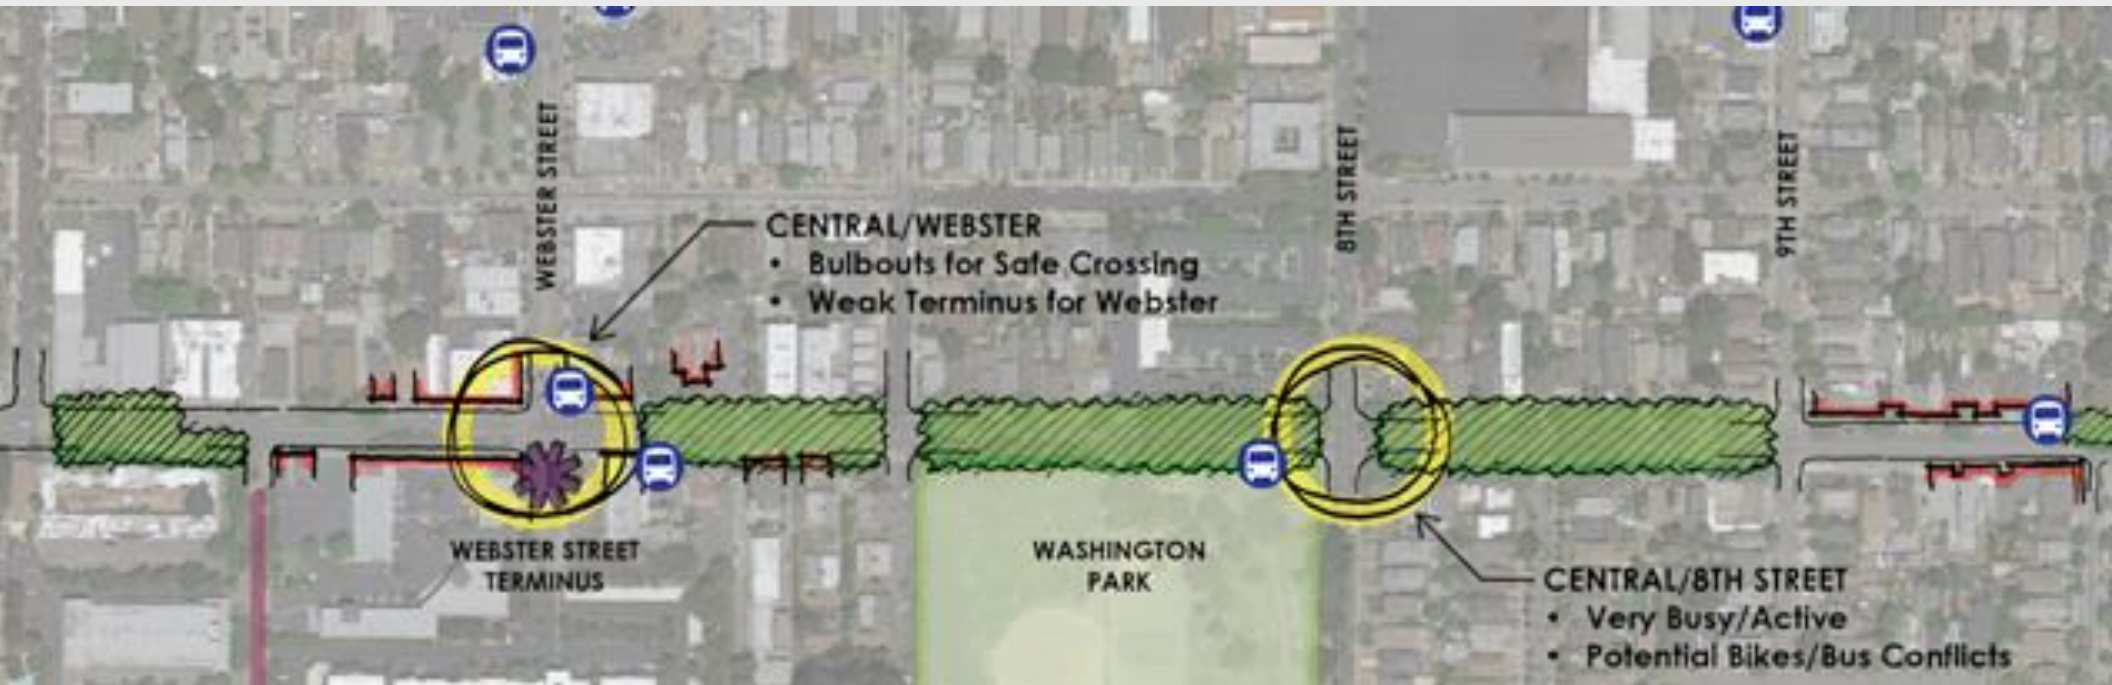 WEBSTER STREET
8TH STREET
9TH STREET
CENTRAL/WEBSTER
• Bulbouts for Safe Crossing
• Weak Terminus for Webster
WEBSTER STREET
TERMINUS
WASHINGTON
PARK
CENTRAL/8TH STREET
• Very Busy/Active
• Potential Bikes/Bus Conflicts